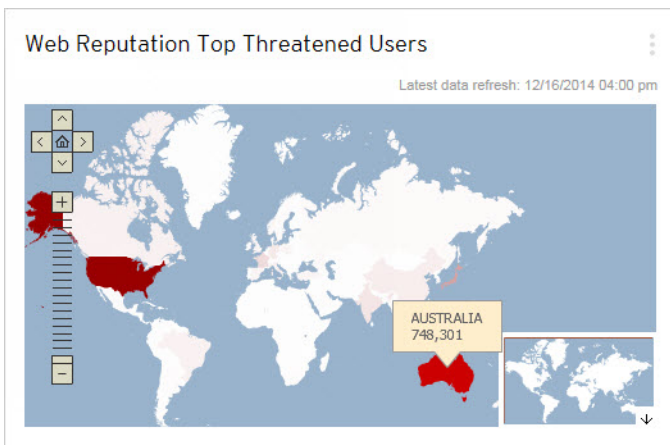 Web Reputation Top Threatened Users
Latest data refresh: 12/16/2014 04:00 pm
AUSTRALIA
748,301